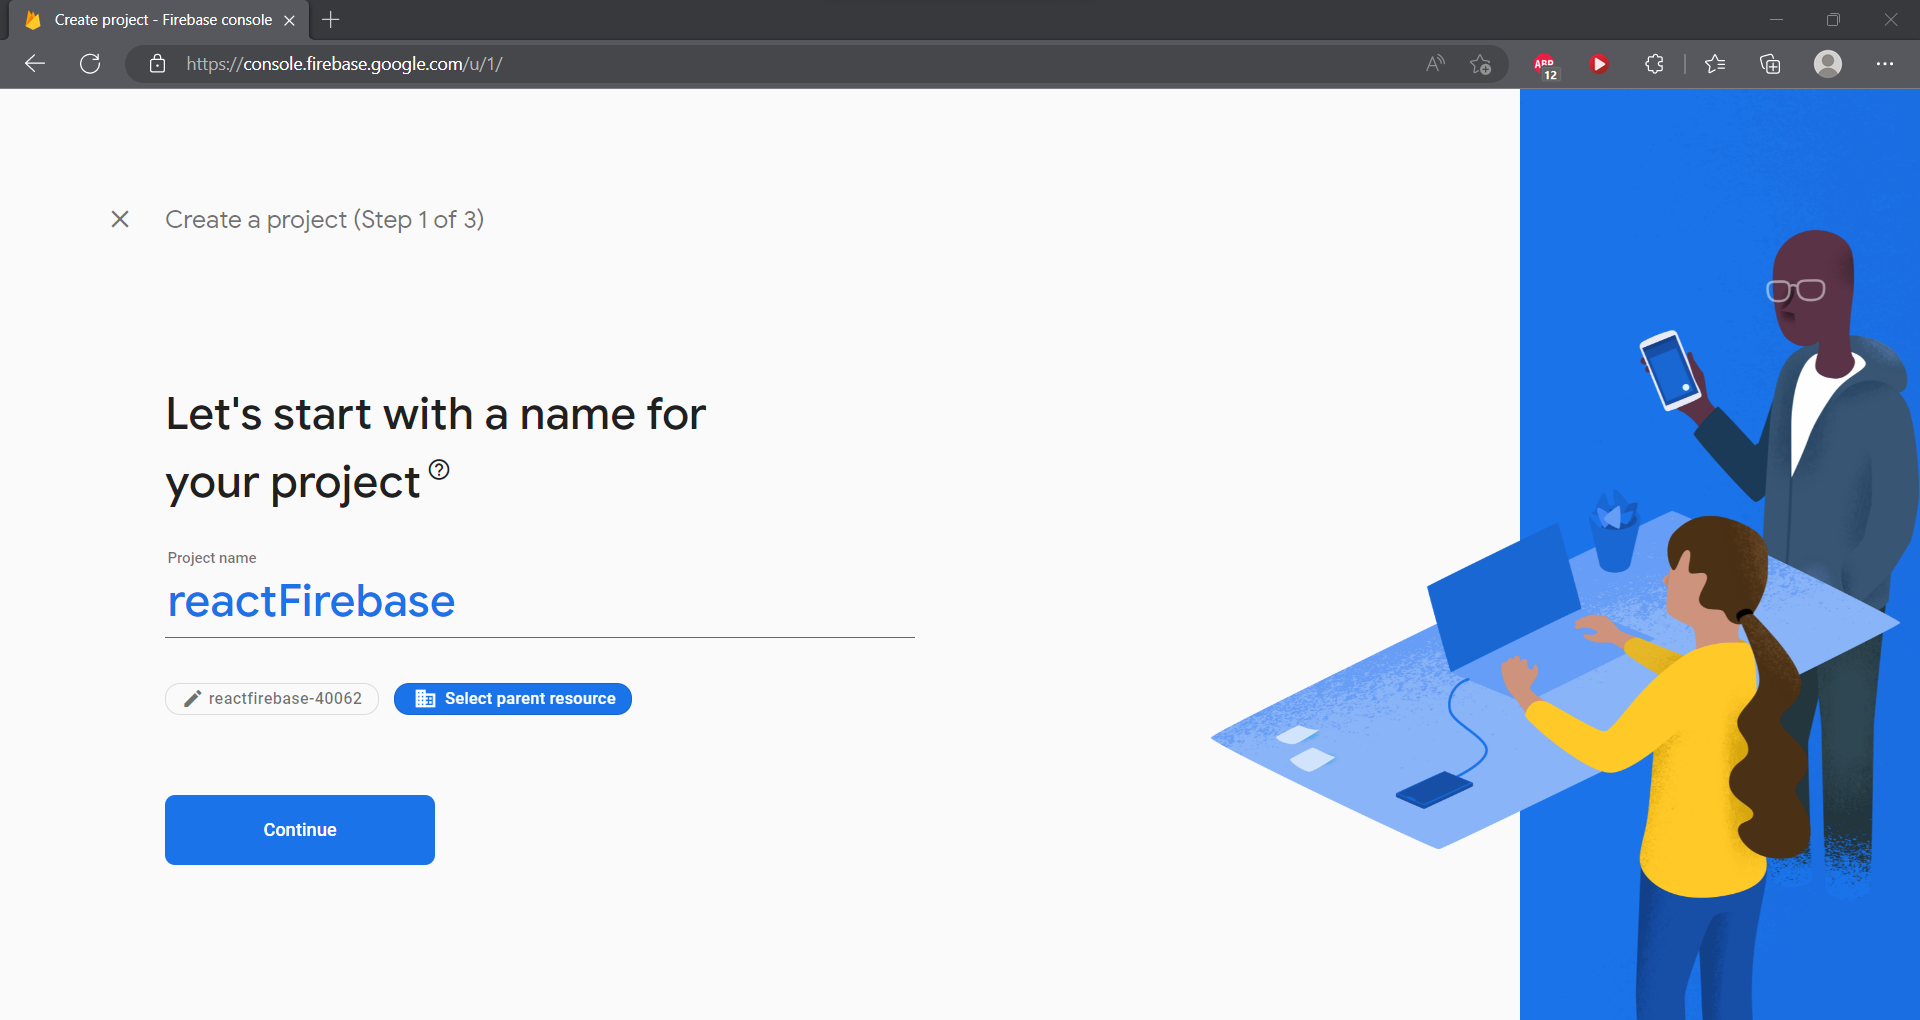 Create project - Firebase console
https://console.firebase.google.com/u/1/
ABP
12
Create a project (Step 1 of 3)
Let's start with a name for
your project
Project name
reactFirebase
reactfirebase-40062
Select parent resource
Continue